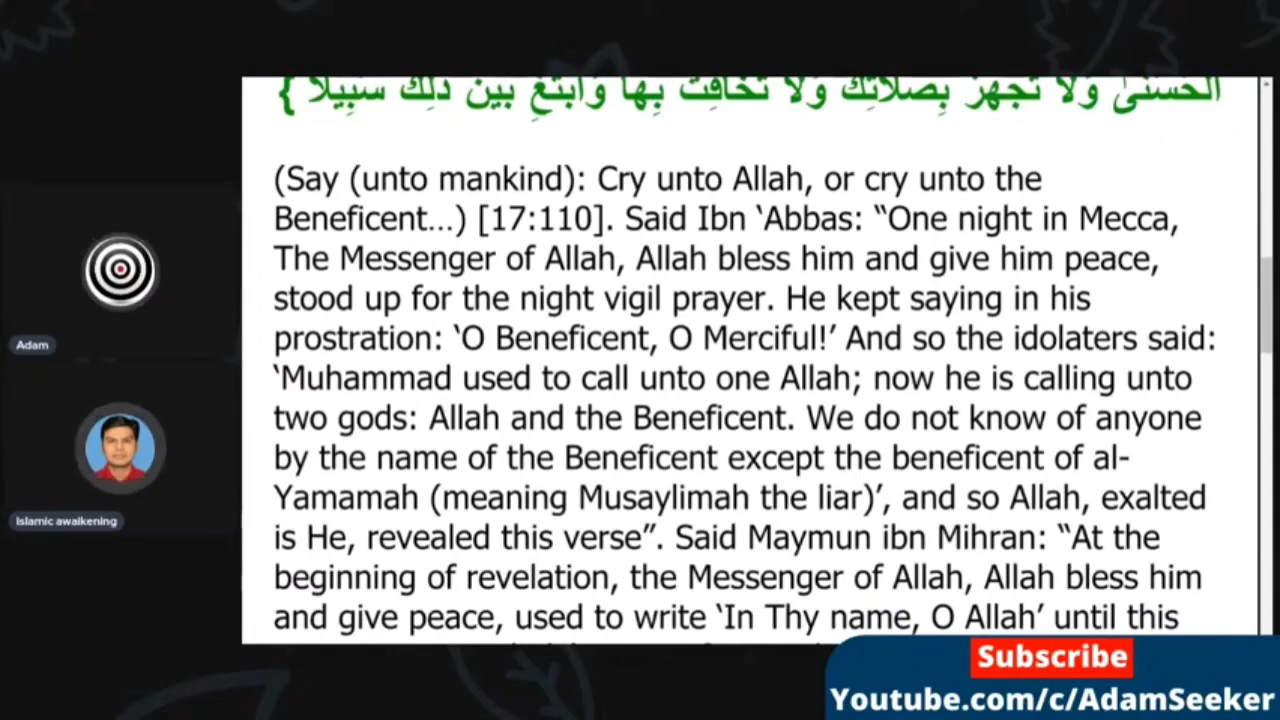 الْحُسْنَىٰ وَلَا تَجْهَرْ بِصَلَاتِكَ وَلَا تُخَافِتْ بِهَا وَابْتَغِ بَيْنَ ذَٰلِكَ سَبِيلًا }
(Say (unto mankind): Cry unto Allah, or cry unto the
Beneficent…) [17:110]. Said Ibn ‘Abbas: “One night in Mecca,
The Messenger of Allah, Allah bless him and give him peace,
stood up for the night vigil prayer. He kept saying in his
prostration: ‘O Beneficent, O Merciful!’ And so the idolaters said:
‘Muhammad used to call unto one Allah; now he is calling unto
two gods: Allah and the Beneficent. We do not know of anyone
by the name of the Beneficent except the beneficent of al-
Yamamah (meaning Musaylimah the liar)’, and so Allah, exalted
is He, revealed this verse”. Said Maymun ibn Mihran: “At the
beginning of revelation, the Messenger of Allah, Allah bless him
and give peace, used to write ‘In Thy name, O Allah’ until this
Adam
Islamic awaikening
Subscribe
Youtube.com/c/AdamSeeker